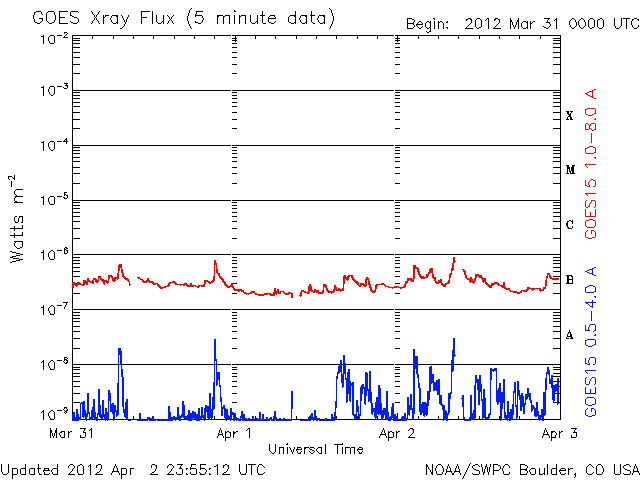 GOES Xray Flux (5 minute data)
Begin: 2012 Mar 31 0000 UTC
10-2
10-3
10-4
10-5
10-6
10-7
10-8
10-9
Watts m-2
X
M
C
B
A
GOES15 1.0-8.0 A
GOES15 0.5-4.0 A
Mar 31
Apr 1
Apr 2
Apr 3
Universal Time
Updated 2012 Apr 2 23:55:12 UTC
NOAA/SWPC Boulder, CO USA